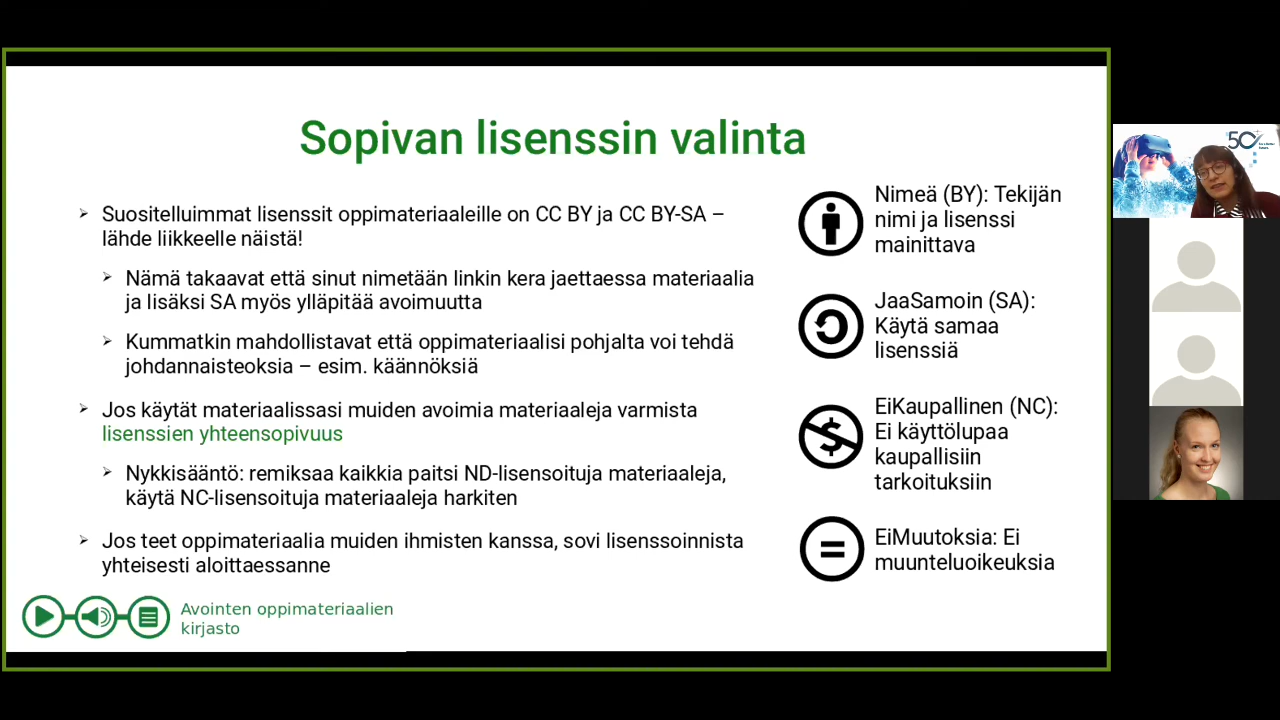 Sopivan lisenssin valinta
Suositelluimmat lisenssit oppimateriaaleille on CC BY ja CC BY-SA –
lähde liikkeelle näistä!
Nämä takaavat että sinut nimetään linkin kera jaettaessa materiaalia
ja lisäksi SA myös ylläpitää avoimuutta
Kummatkin mahdollistavat että oppimateriaalisi pohjalta voi tehdä
johdannaisteoksia – esim. käännöksiä
Jos käytät materiaalissasi muiden avoimia materiaaleja varmista
lisenssien yhteensopivuus
Nykkisääntö: remiksaa kaikkia paitsi ND-lisensoituja materiaaleja,
käytä NC-lisensoituja materiaaleja harkiten
Jos teet oppimateriaalia muiden ihmisten kanssa, sovi lisenssoinnista
yhteisesti aloittaessanne
Nimeä (BY): Tekijän
nimi ja lisenssi
mainittava
JaaSamoin (SA):
Käytä samaa
lisenssiä
EiKaupallinen (NC):
Ei käyttölupaa
kaupallisiin
tarkoituksiin
EiMuutoksia: Ei
muunteluoikeuksia
Avointen oppimateriaalien
kirjasto
50